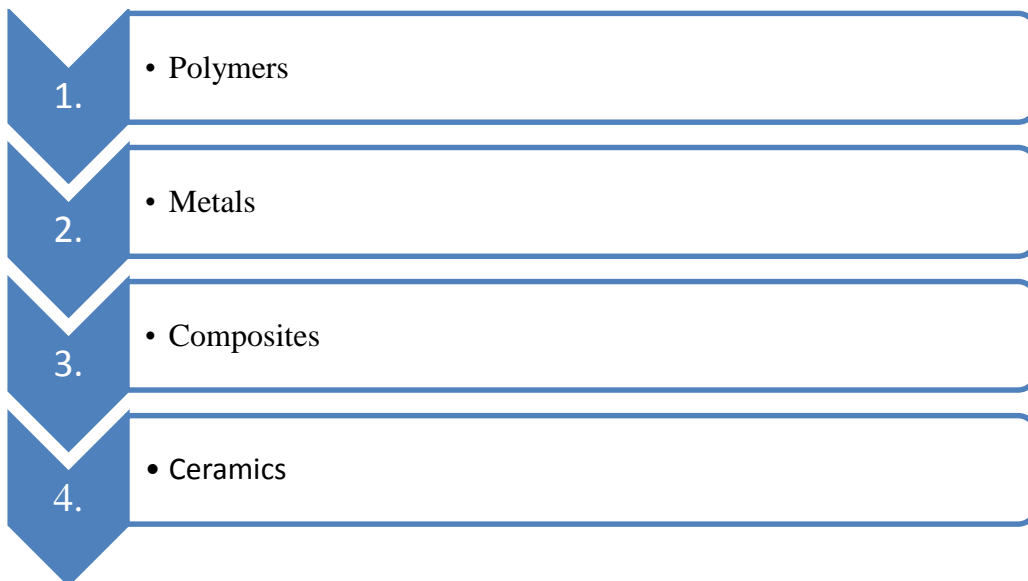 1.
• Polymers
2.
• Metals
3.
• Composites
4.
• Ceramics